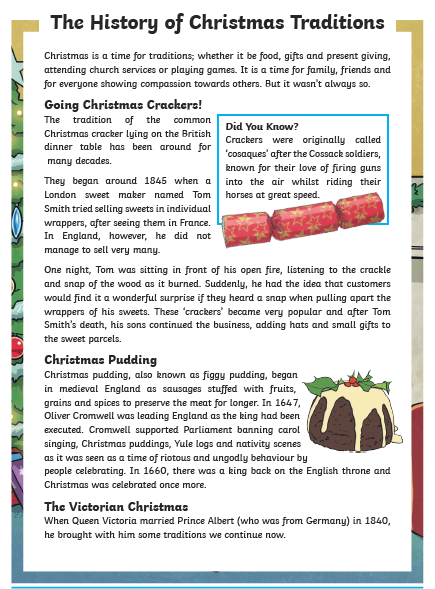 The History of Christmas Traditions
Christmas is a time for traditions; whether it be food, gifts and present giving,
attending church services or playing games. It is a time for family, friends and
for everyone showing compassion towards others. But it wasn't always so.
Going Christmas Crackers!
The tradition of the common
Christmas cracker lying on the British
dinner table has been around for
many decades.
They began around 1845 when a
London sweet maker named Tom
Smith tried selling sweets in individual
wrappers, after seeing them in France.
In England, however, he did not
manage to sell very many.
Did You Know?
Crackers were originally called
'cosaques' after the Cossack soldiers,
known for their love of firing guns
into the air whilst riding their
horses at great speed.
One night, Tom was sitting in front of his open fire, listening to the crackle
and snap of the wood as it burned. Suddenly, he had the idea that customers
would find it a wonderful surprise if they heard a snap when pulling apart the
wrappers of his sweets. These 'crackers' became very popular and after Tom
Smith's death, his sons continued the business, adding hats and small gifts to
the sweet parcels.
Christmas Pudding
Christmas pudding, also known as figgy pudding, began
in medieval England as sausages stuffed with fruits,
grains and spices to preserve the meat for longer. In 1647,
Oliver Cromwell was leading England as the king had been
executed. Cromwell supported Parliament banning carol
singing, Christmas puddings, Yule logs and nativity scenes
as it was seen as a time of riotous and ungodly behaviour by
people celebrating. In 1660, there was a king back on the English throne and
Christmas was celebrated once more.
The Victorian Christmas
When Queen Victoria married Prince Albert (who was from Germany) in 1840,
he brought with him some traditions we continue now.